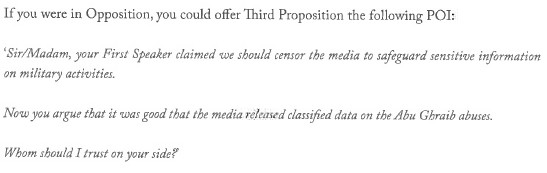 If you were in Opposition, you could offer Third Proposition the following POI:
‘Sir/Madam, your First Speaker claimed we should censor the media to safeguard sensitive information
on military activities.
Now you argue that it was good that the media released classified data on the Abu Ghraib abuses.
Whom should I trust on your side?’